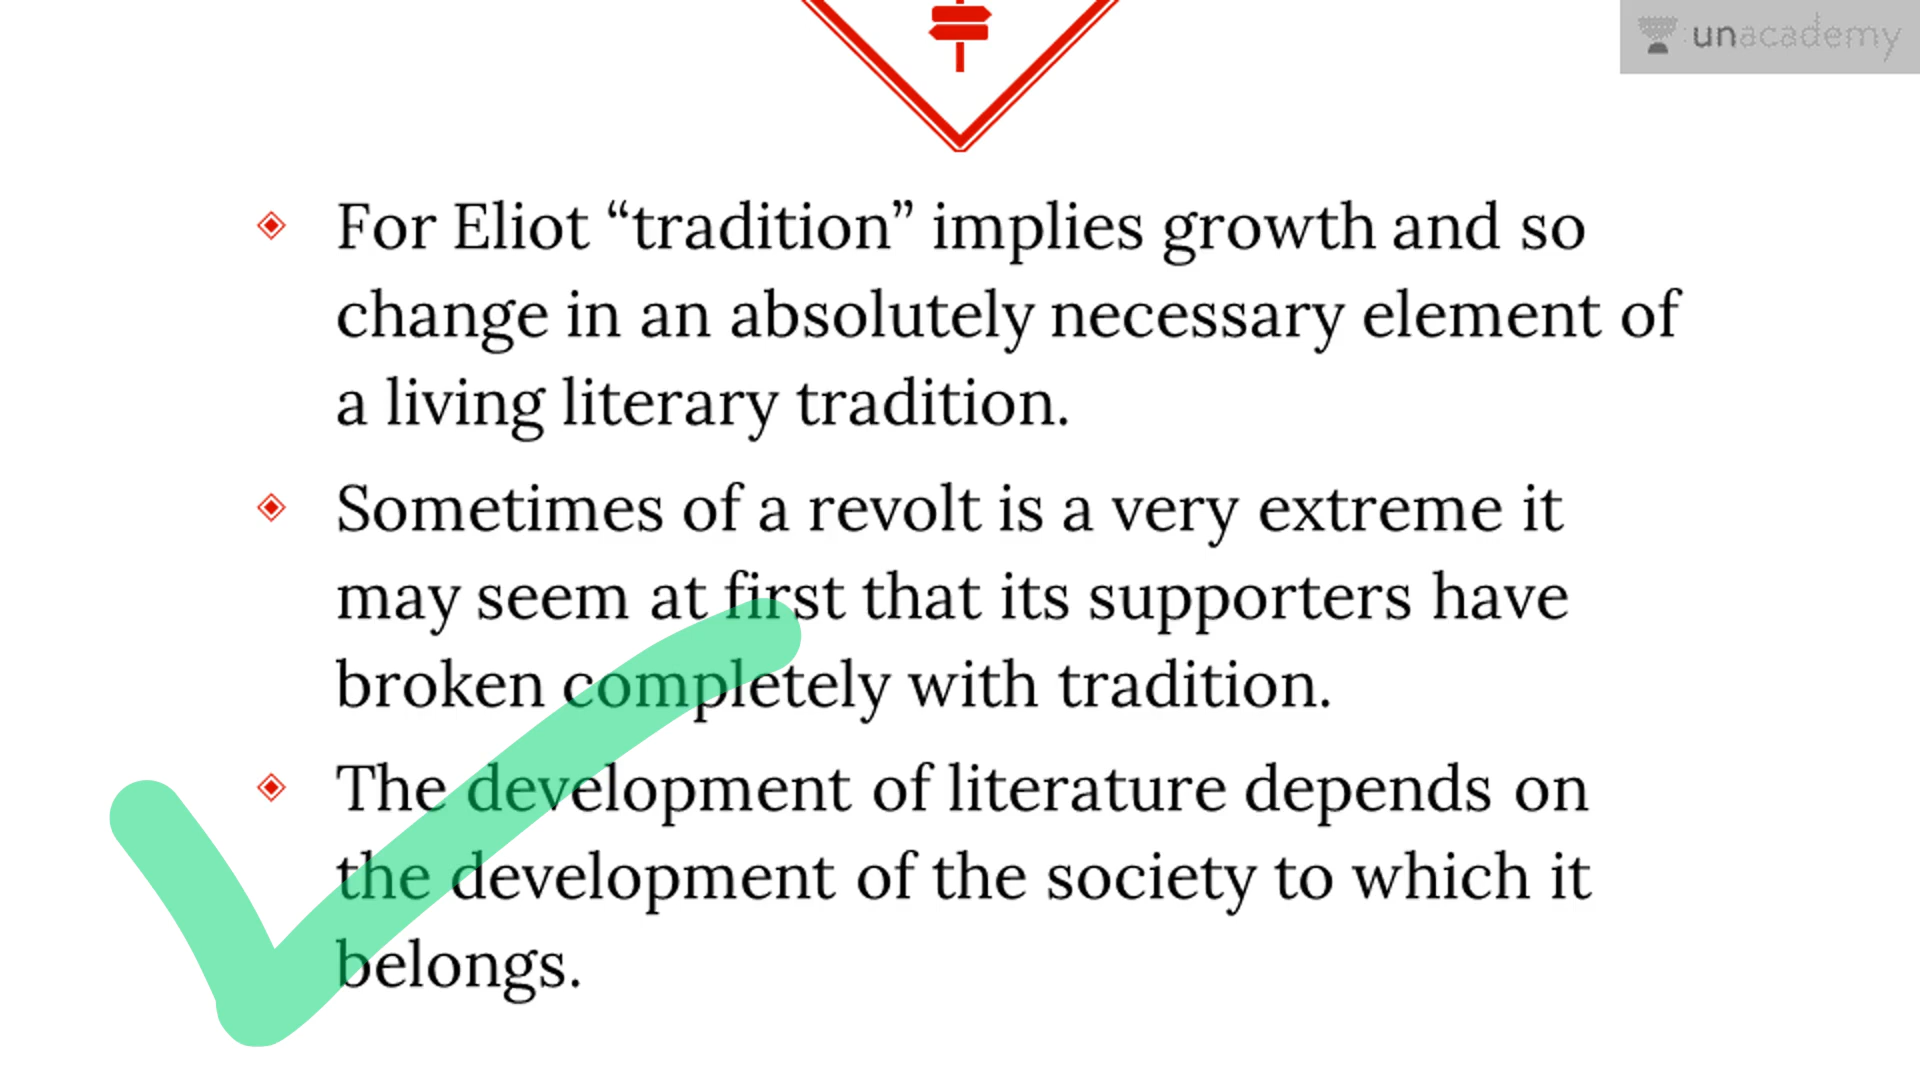 unacademy
For Eliot “tradition” implies growth and so
change in an absolutely necessary element of
a living literary tradition.
Sometimes of a revolt is a very extreme it
may seem at first that its supporters have
broken completely with tradition.
The development of literature depends on
the development of the society to which it
belongs.